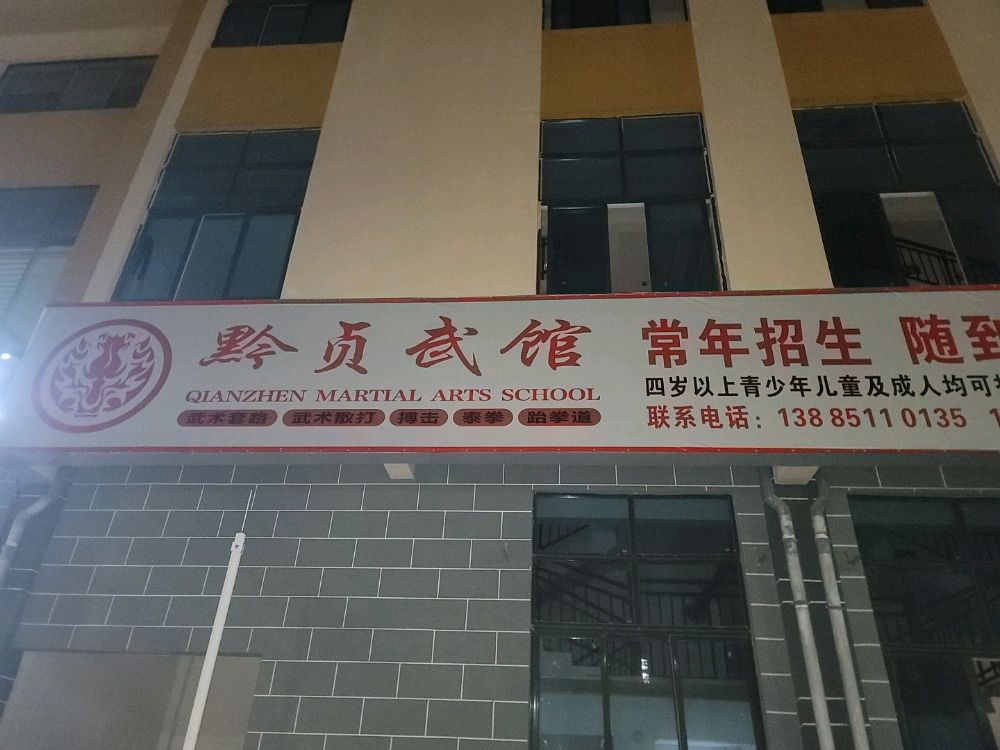 黔贞武馆
QIANZHEN MARTIAL ARTS SCHOOL
武术套路 武术散打 搏击 泰拳 跆拳道
常年招生 随到
四岁以上青少年儿童及成人均可
联系电话：138 8511 0135 1